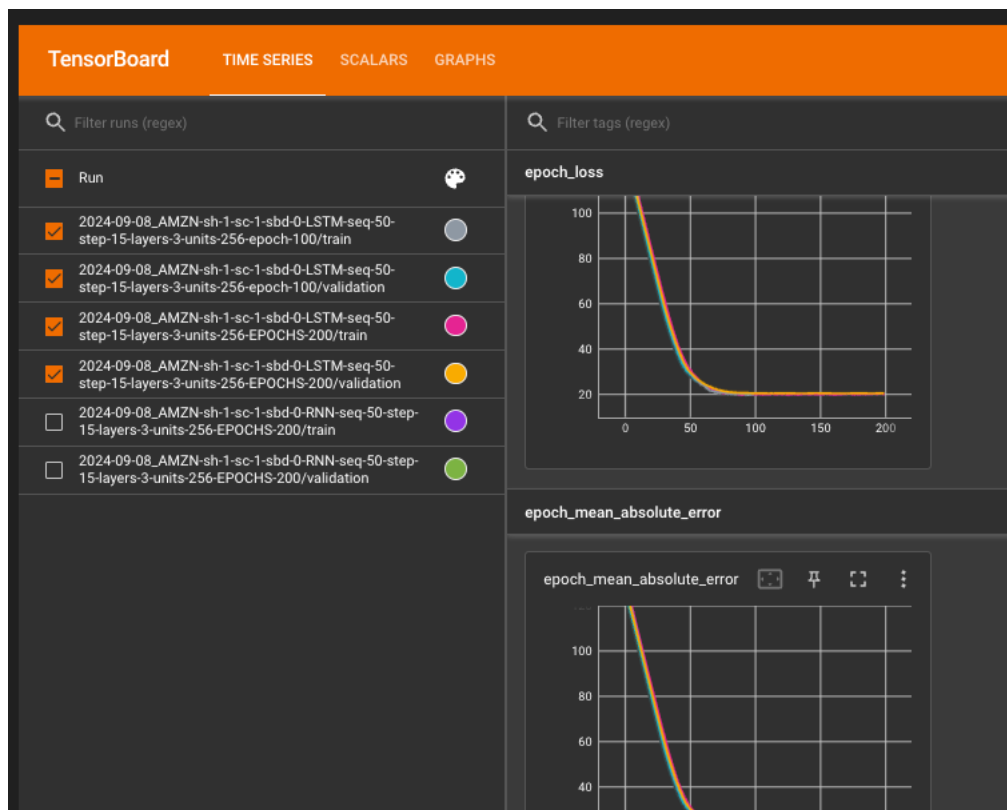 TensorBoard TIME SERIES SCALARS GRAPHS
Filter runs (regex)
Run
2024-09-08_AMZN-sh-1-sc-1-sbd-0-LSTM-seq-50-
step-15-layers-3-units-256-epoch-100/train
2024-09-08_AMZN-sh-1-sc-1-sbd-0-LSTM-seq-50-
step-15-layers-3-units-256-epoch-100/validation
2024-09-08_AMZN-sh-1-sc-1-sbd-0-LSTM-seq-50-
step-15-layers-3-units-256-EPOCHS-200/train
2024-09-08_AMZN-sh-1-sc-1-sbd-0-LSTM-seq-50-
step-15-layers-3-units-256-EPOCHS-200/validation
2024-09-08_AMZN-sh-1-sc-1-sbd-0-RNN-seq-50-step-
15-layers-3-units-256-EPOCHS-200/train
2024-09-08_AMZN-sh-1-sc-1-sbd-0-RNN-seq-50-step-
15-layers-3-units-256-EPOCHS-200/validation
Filter tags (regex)
epoch_loss
100
80
60
40
20
0 50 100 150 200
epoch_mean_absolute_error
epoch_mean_absolute_error
100
80
60
40